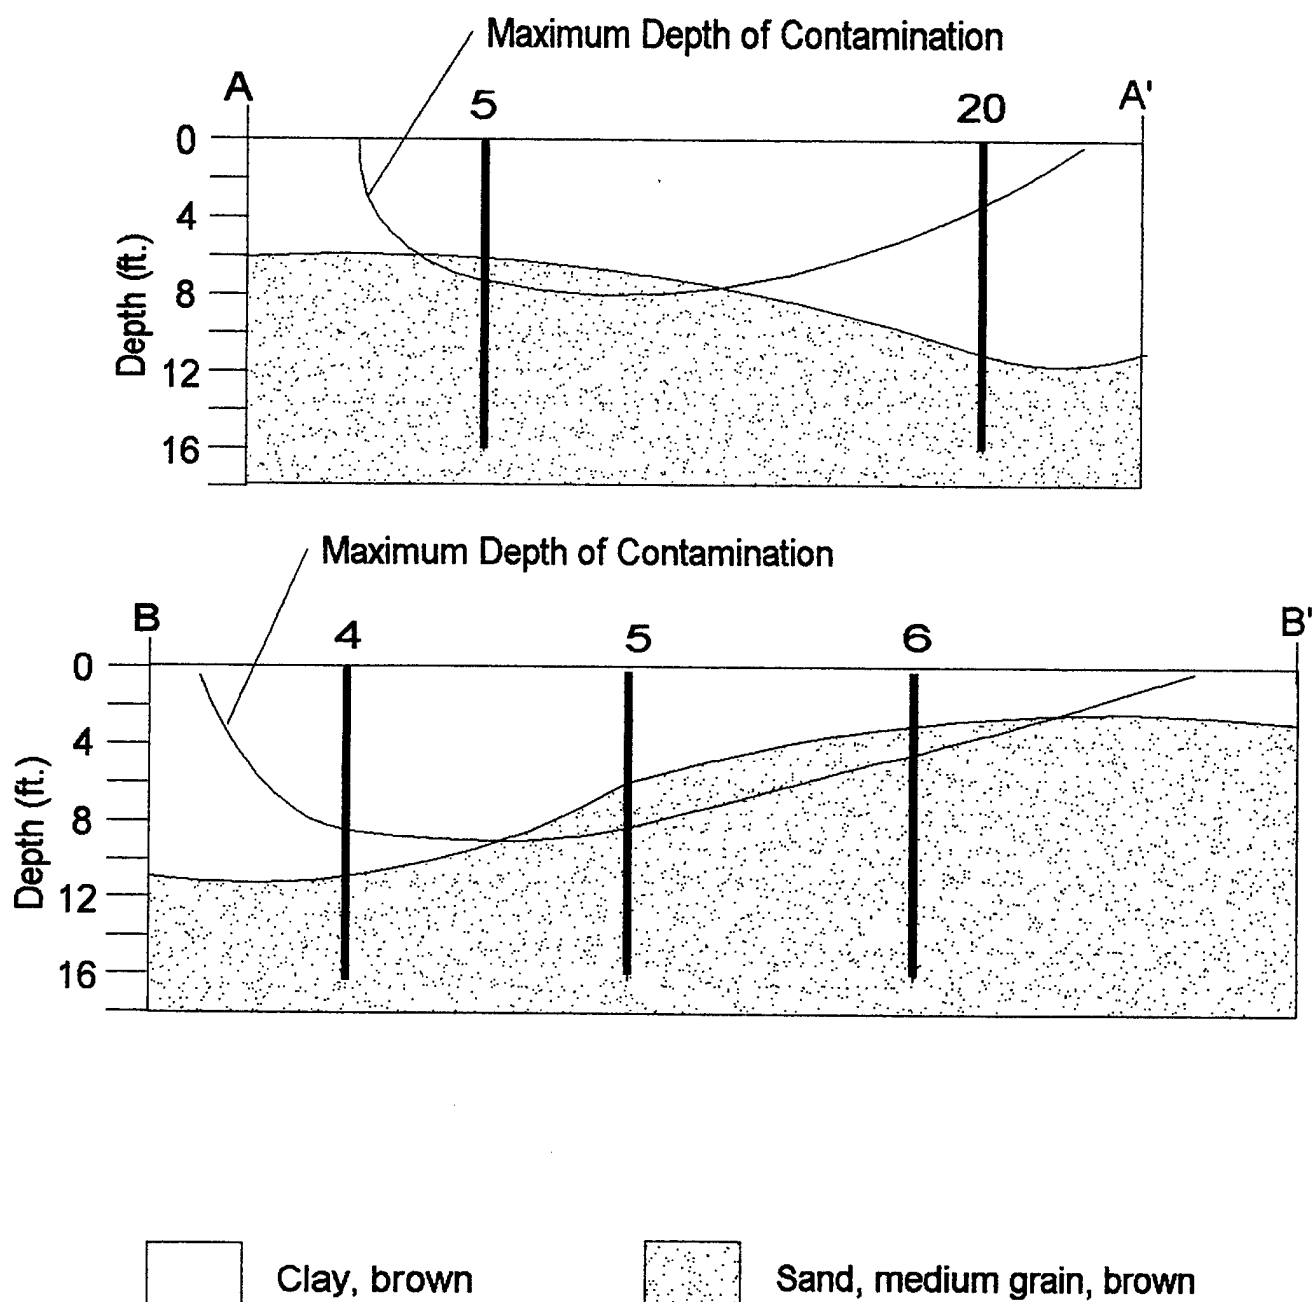 Maximum Depth of Contamination
A 5 20 A'
0
4
8
12
16
Depth (ft.)
Maximum Depth of Contamination
B 4 5 6 B'
0
4
8
12
16
Depth (ft.)
Clay, brown
Sand, medium grain, brown